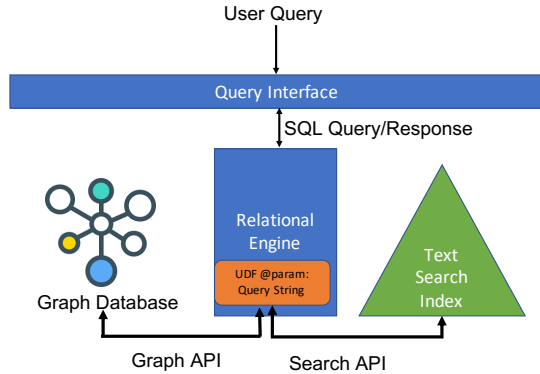 User Query
Query Interface
SQL Query/Response
Relational
Engine
UDF @param:
Query String
Text
Search
Index
Graph Database
Graph API
Search API